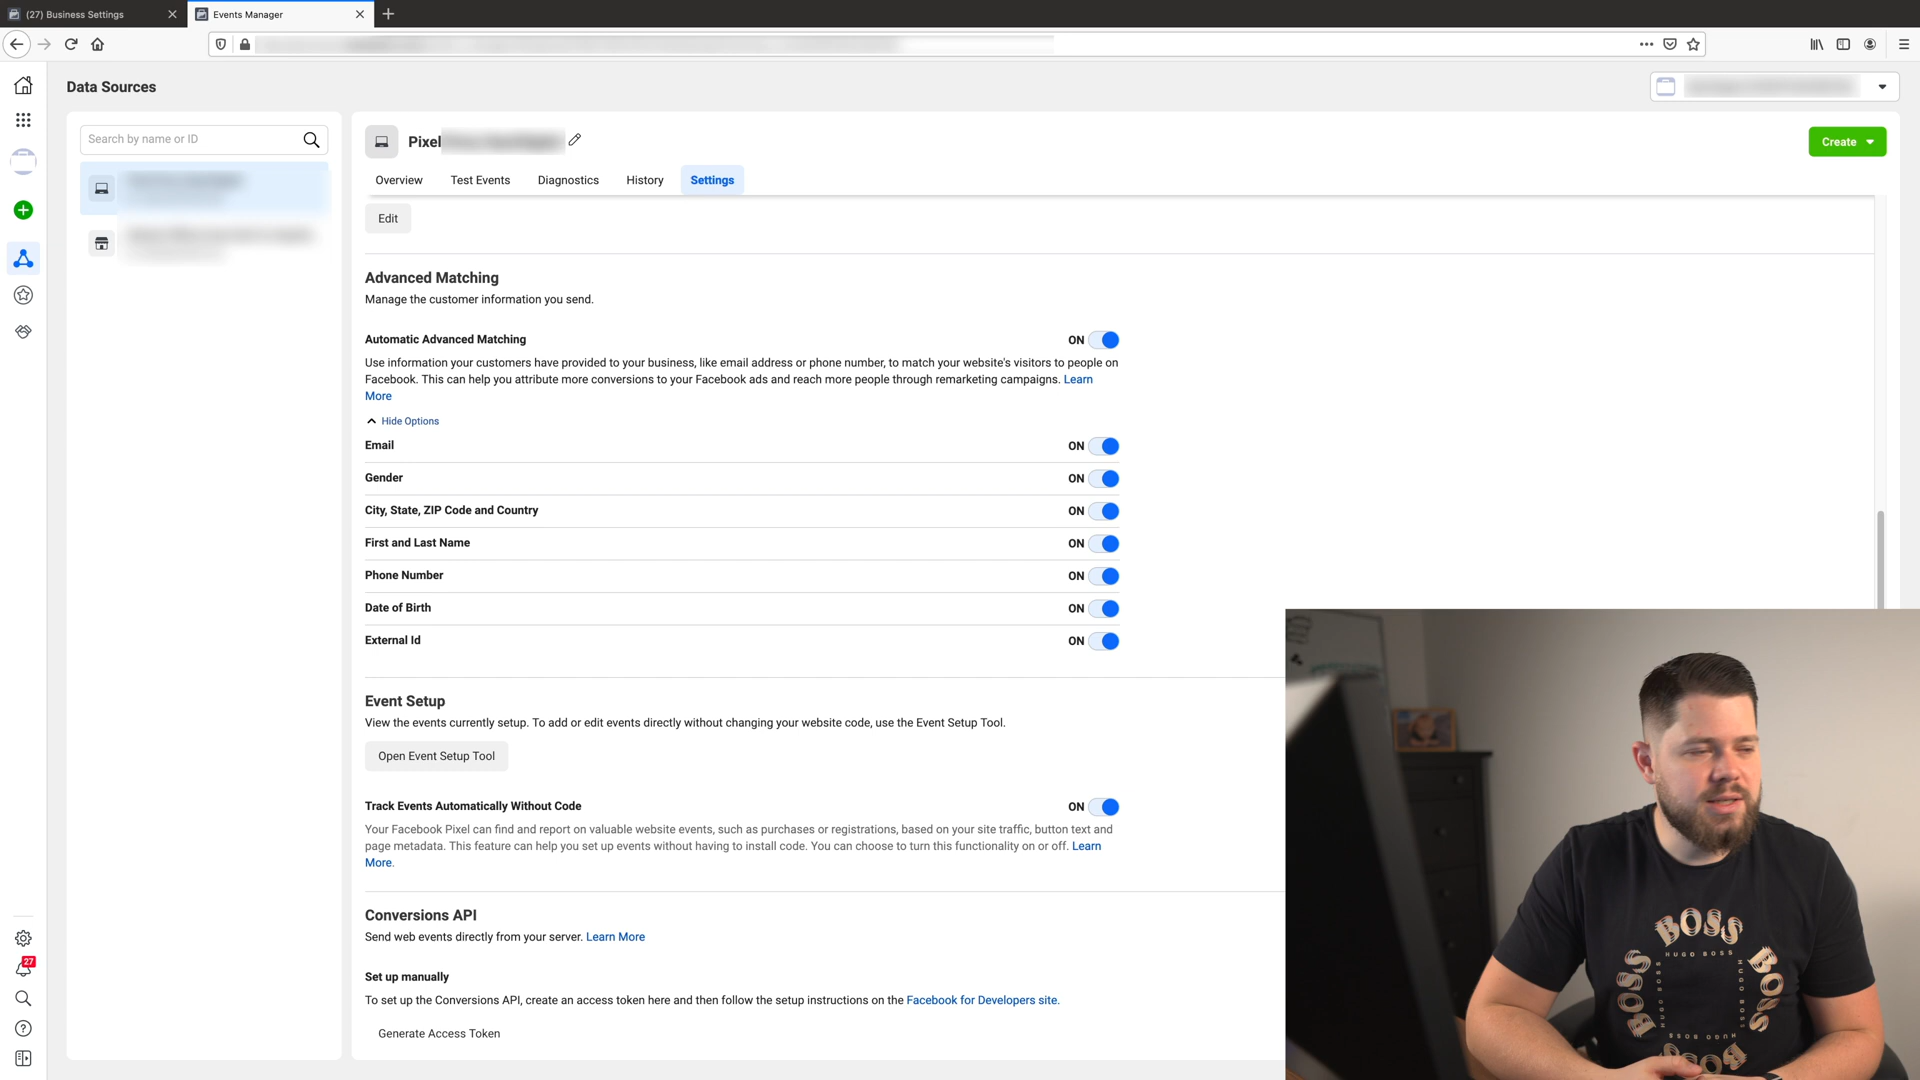 (27) Business Settings
Events Manager
Data Sources
Search by name or ID
Pixel
Create
Overview
Test Events
Diagnostics
History
Settings
Edit
Advanced Matching
Manage the customer information you send.
Automatic Advanced Matching
ON
Use information your customers have provided to your business, like email address or phone number, to match your website's visitors to people on
Facebook. This can help you attribute more conversions to your Facebook ads and reach more people through remarketing campaigns. Learn
More
Hide Options
Email
ON
Gender
ON
City, State, ZIP Code and Country
ON
First and Last Name
ON
Phone Number
ON
Date of Birth
ON
External Id
ON
Event Setup
View the events currently setup. To add or edit events directly without changing your website code, use the Event Setup Tool.
Open Event Setup Tool
Track Events Automatically Without Code
ON
Your Facebook Pixel can find and report on valuable website events, such as purchases or registrations, based on your site traffic, button text and
page metadata. This feature can help you set up events without having to install code. You can choose to turn this functionality on or off. Learn
More.
Conversions API
Send web events directly from your server. Learn More
Set up manually
To set up the Conversions API, create an access token here and then follow the setup instructions on the Facebook for Developers site.
Generate Access Token
27
BOSS
HUGO BOSS
BOSS
HUGO BOSS
BOSS
HUGO BOSS
HUGO BOSS
BOSS